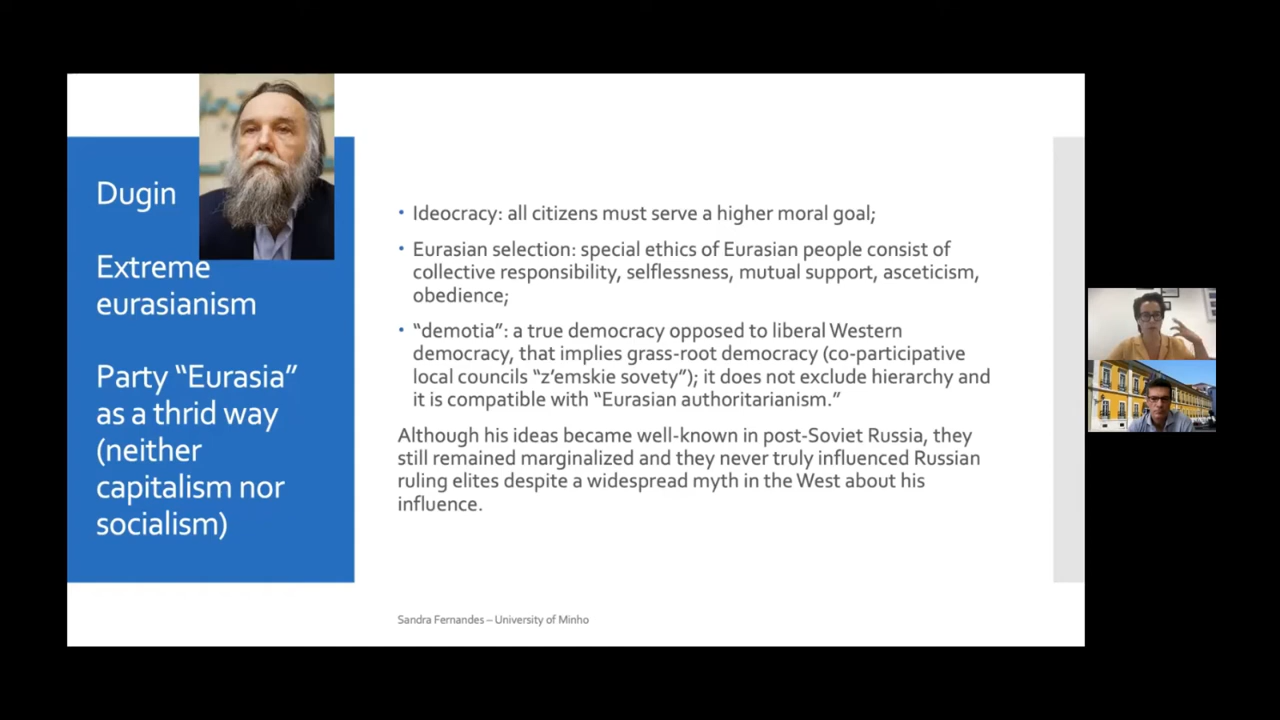 Dugin
Extreme
eurasianism
Party “Eurasia”
as a thrid way
(neither
capitalism nor
socialism)
• Ideocracy: all citizens must serve a higher moral goal;
• Eurasian selection: special ethics of Eurasian people consist of
collective responsibility, selflessness, mutual support, asceticism,
obedience;
• “demotia”: a true democracy opposed to liberal Western
democracy, that implies grass-root democracy (co-participative
local councils “z’emskie sovety”); it does not exclude hierarchy and
it is compatible with “Eurasian authoritarianism.”
Although his ideas became well-known in post-Soviet Russia, they
still remained marginalized and they never truly influenced Russian
ruling elites despite a widespread myth in the West about his
influence.
Sandra Fernandes – University of Minho